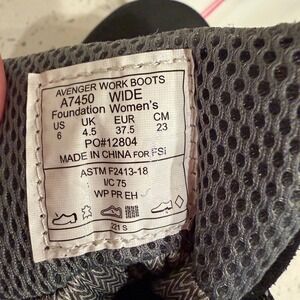 AVENGER WORK BOOTS
A7450 WIDE
Foundation Women's
US UK EUR CM
6 4.5 37.5 23
PO#12804
MADE IN CHINA FOR FSI
ASTM F2413-18
I/C 75
WP PR EH
221 S